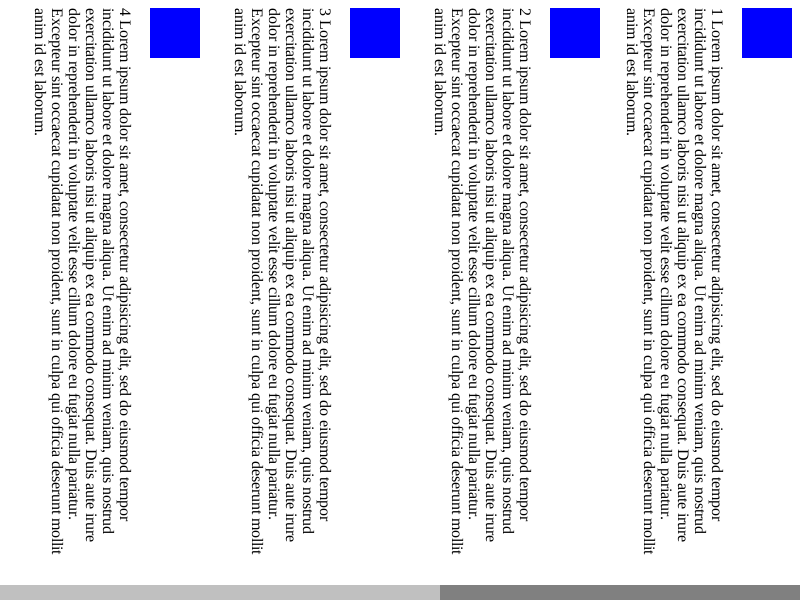 1 Lorem ipsum dolor sit amet, consectetur adipisicing elit, sed do eiusmod tempor
incididunt ut labore et dolore magna aliqua. Ut enim ad minim veniam, quis nostrud
exercitation ullamco laboris nisi ut aliquip ex ea commodo consequat. Duis aute irure
dolor in reprehenderit in voluptate velit esse cillum dolore eu fugiat nulla pariatur.
Excepteur sint occaecat cupidatat non proident, sunt in culpa qui officia deserunt mollit
anim id est laborum.
2 Lorem ipsum dolor sit amet, consectetur adipisicing elit, sed do eiusmod tempor
incididunt ut labore et dolore magna aliqua. Ut enim ad minim veniam, quis nostrud
exercitation ullamco laboris nisi ut aliquip ex ea commodo consequat. Duis aute irure
dolor in reprehenderit in voluptate velit esse cillum dolore eu fugiat nulla pariatur.
Excepteur sint occaecat cupidatat non proident, sunt in culpa qui officia deserunt mollit
anim id est laborum.
3 Lorem ipsum dolor sit amet, consectetur adipisicing elit, sed do eiusmod tempor
incididunt ut labore et dolore magna aliqua. Ut enim ad minim veniam, quis nostrud
exercitation ullamco laboris nisi ut aliquip ex ea commodo consequat. Duis aute irure
dolor in reprehenderit in voluptate velit esse cillum dolore eu fugiat nulla pariatur.
Excepteur sint occaecat cupidatat non proident, sunt in culpa qui officia deserunt mollit
anim id est laborum.
4 Lorem ipsum dolor sit amet, consectetur adipisicing elit, sed do eiusmod tempor
incididunt ut labore et dolore magna aliqua. Ut enim ad minim veniam, quis nostrud
exercitation ullamco laboris nisi ut aliquip ex ea commodo consequat. Duis aute irure
dolor in reprehenderit in voluptate velit esse cillum dolore eu fugiat nulla pariatur.
Excepteur sint occaecat cupidatat non proident, sunt in culpa qui officia deserunt mollit
anim id est laborum.